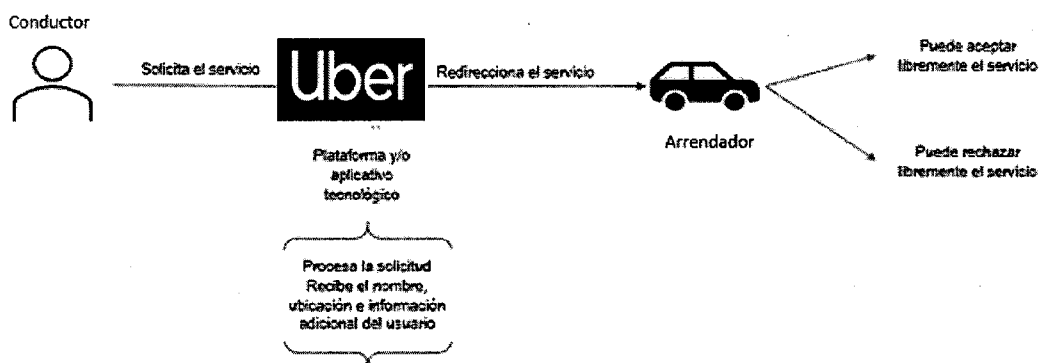 Conductor
Solicita el servicio
Uber
Redirecciona el servicio
Arrendador
Puede aceptar
libremente el servicio
Puede rechazar
libremente el servicio
Plataforma y/o
aplicativo
tecnológico
Procesa la solicitud
Recibe el nombre,
ubicación e información
adicional del usuario